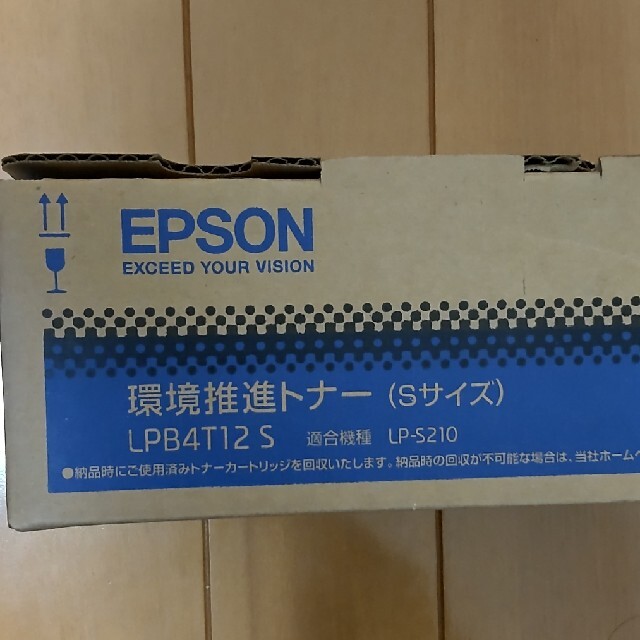 EPSON
EXCEED YOUR VISION
環境推進トナー (Sサイズ)
LPB4T12 S 適合機種 LP-S210
●納品時にご使用済みトナーカートリッジを回収いたします。納品時の回収が不可能な場合は、当社ホームペ